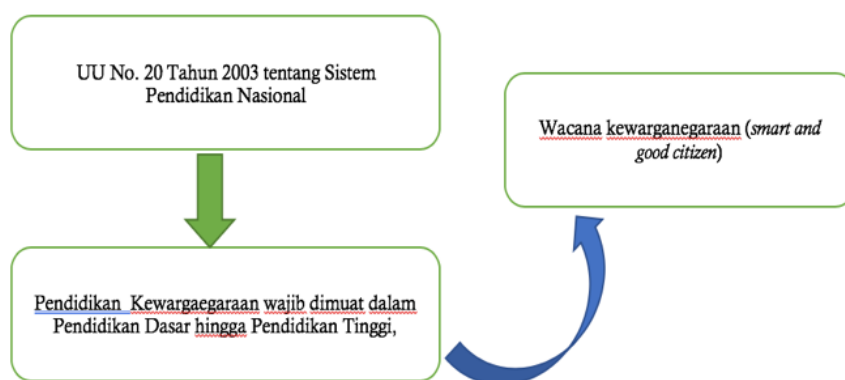 UU No. 20 Tahun 2003 tentang Sistem
Pendidikan Nasional
Wacana kewarganegaraan (smart and
good citizen)
Pendidikan Kewargaegaraan wajib dimuat dalam
Pendidikan Dasar hingga Pendidikan Tinggi,